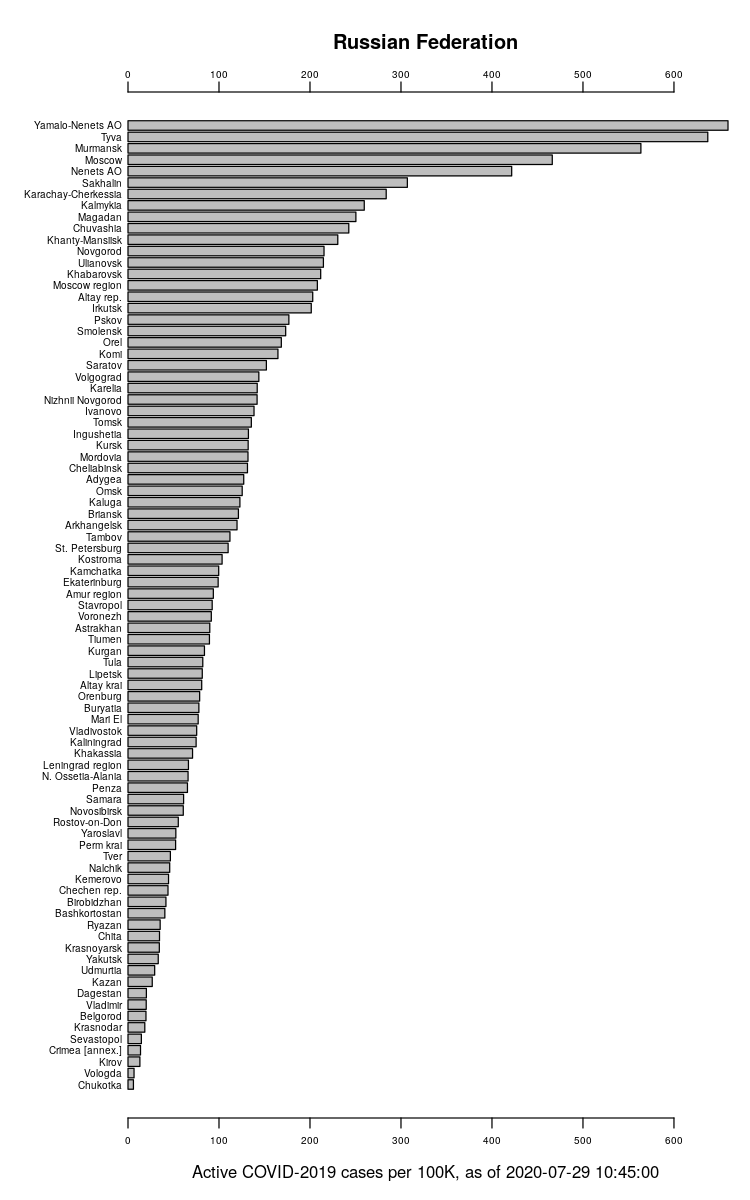 Russian Federation
0 100 200 300 400 500 600
Yamalo-Nenets AO
Tyva
Murmansk
Moscow
Nenets AO
Sakhalin
Karachay-Cherkessia
Kalmykia
Magadan
Chuvashia
Khanty-Mansiisk
Novgorod
Ulianovsk
Khabarovsk
Moscow region
Altay rep.
Irkutsk
Pskov
Smolensk
Orel
Komi
Saratov
Volgograd
Karelia
Nizhnii Novgorod
Ivanovo
Tomsk
Ingushetia
Kursk
Mordovia
Cheliabinsk
Adygea
Omsk
Kaluga
Briansk
Arkhangelsk
Tambov
St. Petersburg
Kostroma
Kamchatka
Ekaterinburg
Amur region
Stavropol
Voronezh
Astrakhan
Tiumen
Kurgan
Tula
Lipetsk
Altay krai
Orenburg
Buryatia
Mari El
Vladivostok
Kaliningrad
Khakassia
Leningrad region
N. Ossetia-Alania
Penza
Samara
Novosibirsk
Rostov-on-Don
Yaroslavl
Perm krai
Tver
Nalchik
Kemerovo
Chechen rep.
Birobidzhan
Bashkortostan
Ryazan
Chita
Krasnoyarsk
Yakutsk
Udmurtia
Kazan
Dagestan
Vladimir
Belgorod
Krasnodar
Sevastopol
Crimea [annex.]
Kirov
Vologda
Chukotka
0 100 200 300 400 500 600
Active COVID-2019 cases per 100K, as of 2020-07-29 10:45:00